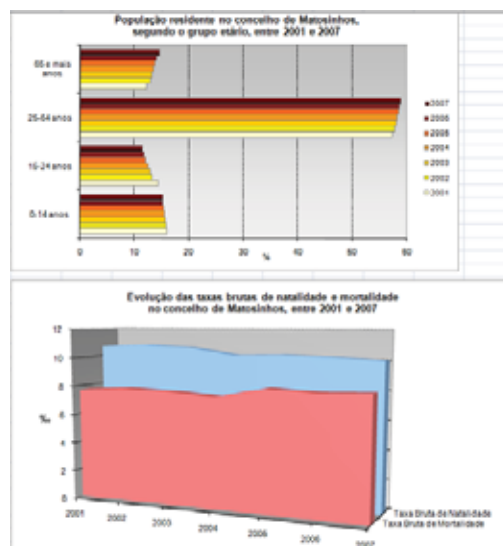 População residente no concelho de Matosinhos,
segundo o grupo etário, entre 2001 e 2007
65 e mais
anos
25-64 anos
15-24 anos
0-14 anos
0 10 20 30 40 50 60
%
2007
2006
2005
2004
2003
2002
2001
Evolução das taxas brutas de natalidade e mortalidade
no concelho de Matosinhos, entre 2001 e 2007
12
10
8
6
4
2
0
‰
2001 2002 2003 2004 2005 2006 2007
Taxa Bruta de Natalidade
Taxa Bruta de Mortalidade